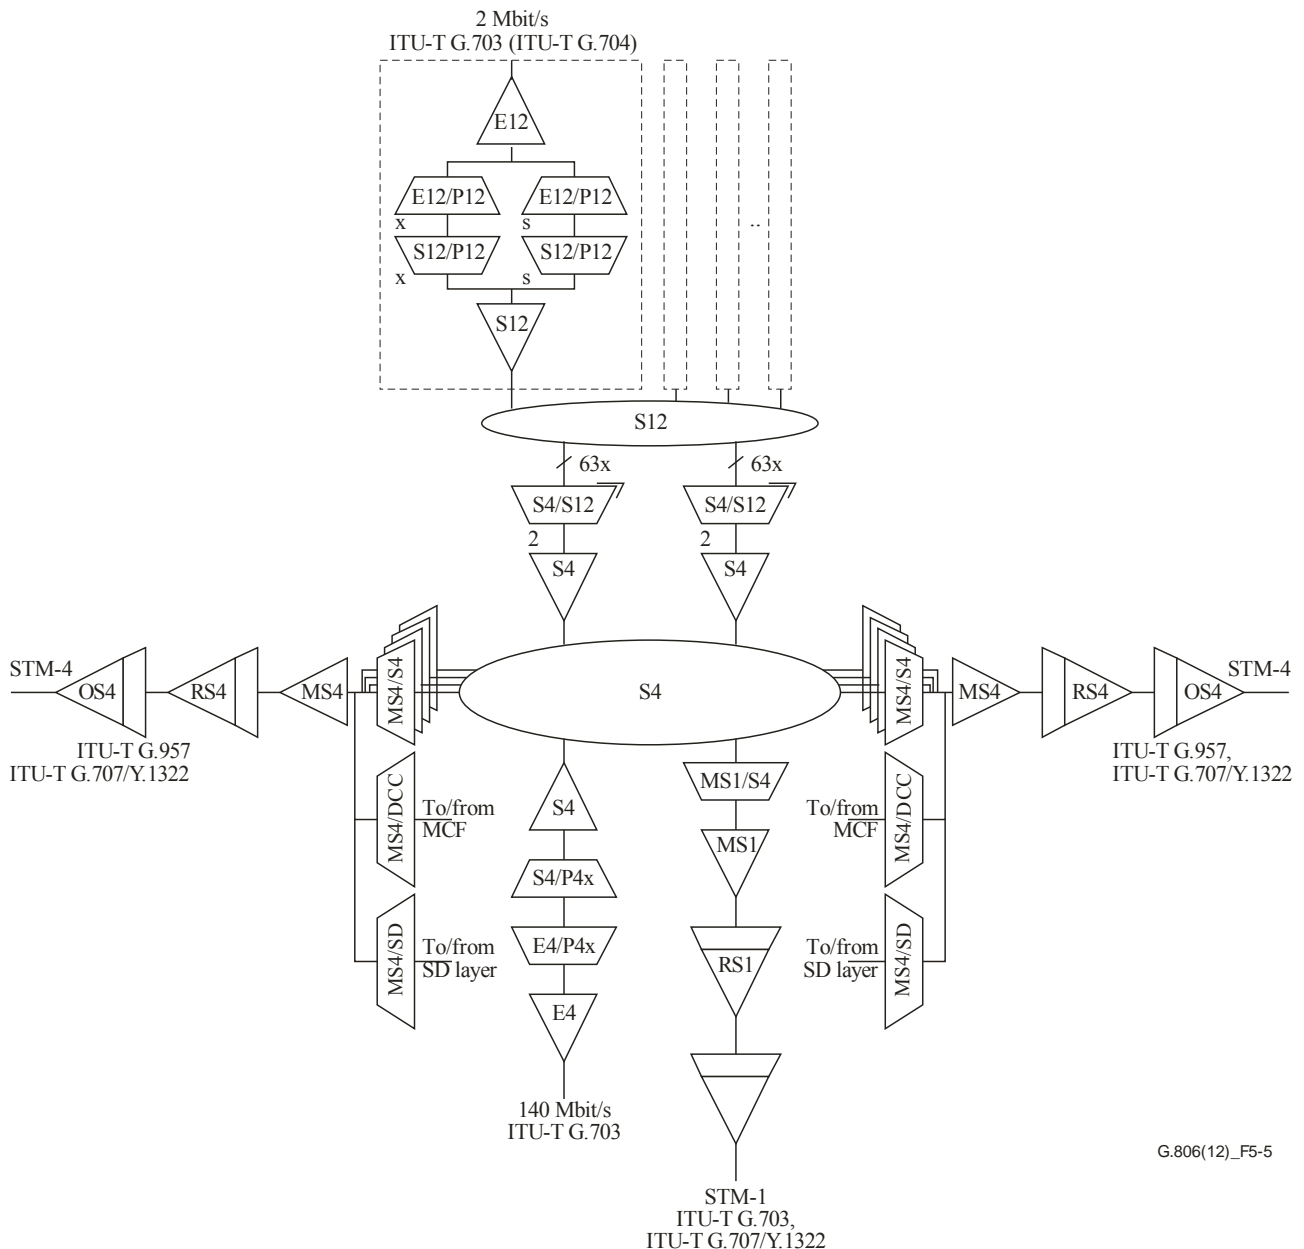 2 Mbit/s
ITU-T G.703 (ITU-T G.704)
E12
E12/P12
E12/P12
x
s
..
S12/P12
S12/P12
x
s
S12
S12
63x
63x
S4/S12
S4/S12
2
2
S4
S4
STM-4
OS4
RS4
MS4
MS4/S4
S4
MS4/S4
MS4
RS4
OS4
STM-4
ITU-T G.957
ITU-T G.707/Y.1322
ITU-T G.957,
ITU-T G.707/Y.1322
MS4/DCC
To/from
MCF
S4
MS1/S4
To/from
MCF
MS4/DCC
MS1
S4/P4x
MS4/SD
To/from
SD layer
E4/P4x
RS1
To/from
SD layer
MS4/SD
E4
140 Mbit/s
ITU-T G.703
STM-1
ITU-T G.703,
ITU-T G.707/Y.1322
G.806(12)_F5-5